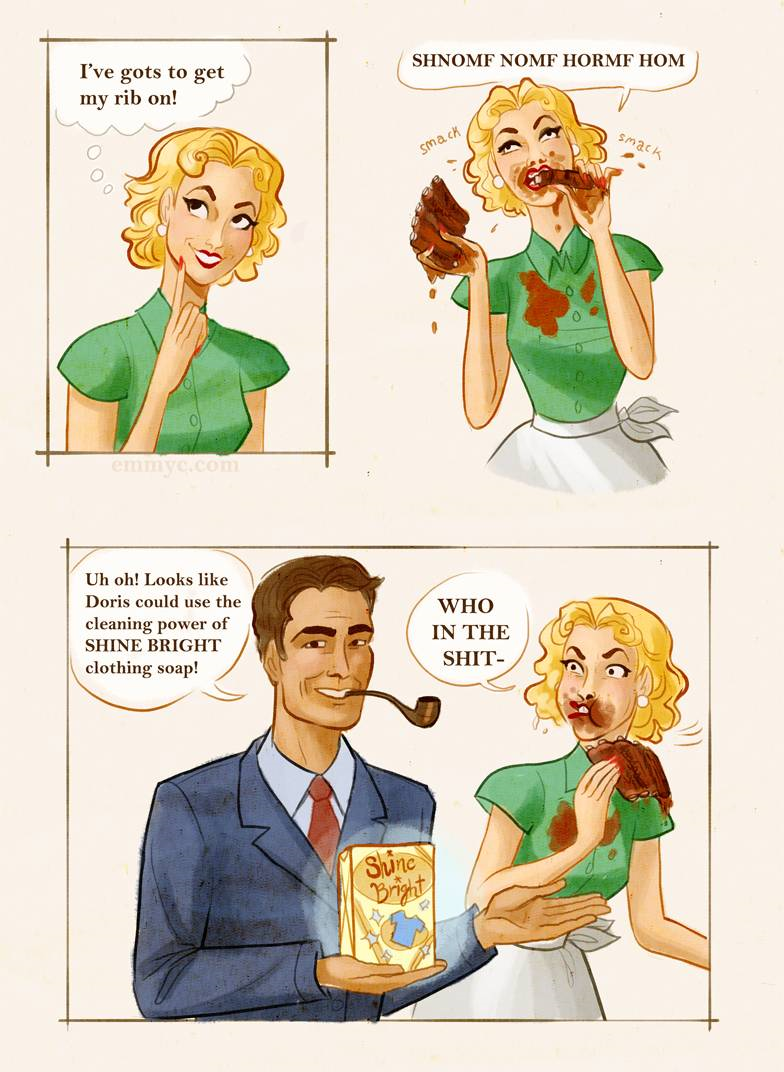 I've gots to get
my rib on!
SHNOMF NOMF HORMF HOM
smack
smack
emmyc.com
Uh oh! Looks like
Doris could use the
cleaning power of
SHINE BRIGHT
clothing soap!
WHO
IN THE
SHIT-
Shine
Bright